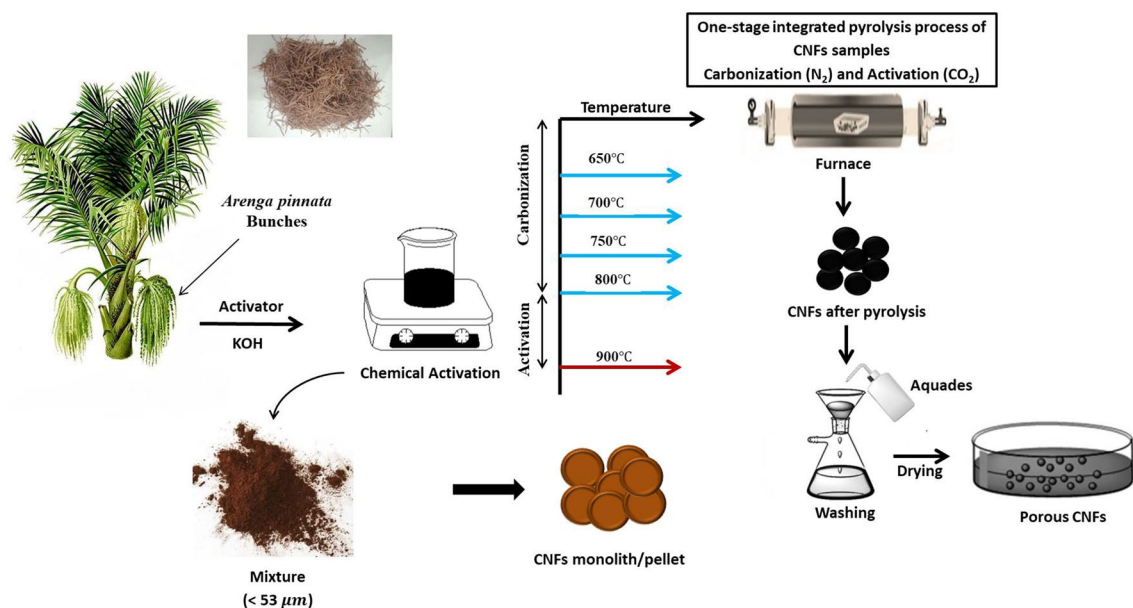 One-stage integrated pyrolysis process of
CNFs samples
Carbonization (N₂) and Activation (CO₂)
Arenga pinnata
Bunches
Activator
KOH
Chemical Activation
Mixture
(< 53 μm)
CNFs monolith/pellet
Temperature
Carbonization
650℃
700℃
750℃
800℃
Activation
900℃
Furnace
CNFs after pyrolysis
Aquades
Washing
Drying
Porous CNFs